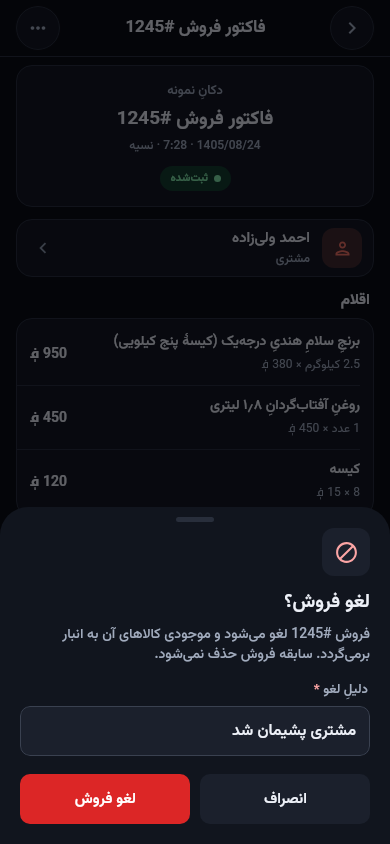 فاکتور فروش #1245
دکان نمونه
فاکتور فروش #1245
1405/08/24 · 7:28 · نسیه
ثبت‌شده
احمد ولی‌زاده
مشتری
اقلام
برنجِ سلامِ هندیِ درجه‌یک (کیسهٔ پنج کیلویی)
950 ؋
2.5 کیلوگرم × 380 ؋
روغنِ آفتاب‌گردانِ ۱٫۸ لیتری
450 ؋
1 عدد × 450 ؋
کیسه
120 ؋
8 × 15 ؋
لغو فروش؟
فروش #1245 لغو می‌شود و موجودی کالاهای آن به انبار
برمی‌گردد. سابقه فروش حذف نمی‌شود.
دلیلِ لغو *
مشتری پشیمان شد
انصراف
لغو فروش